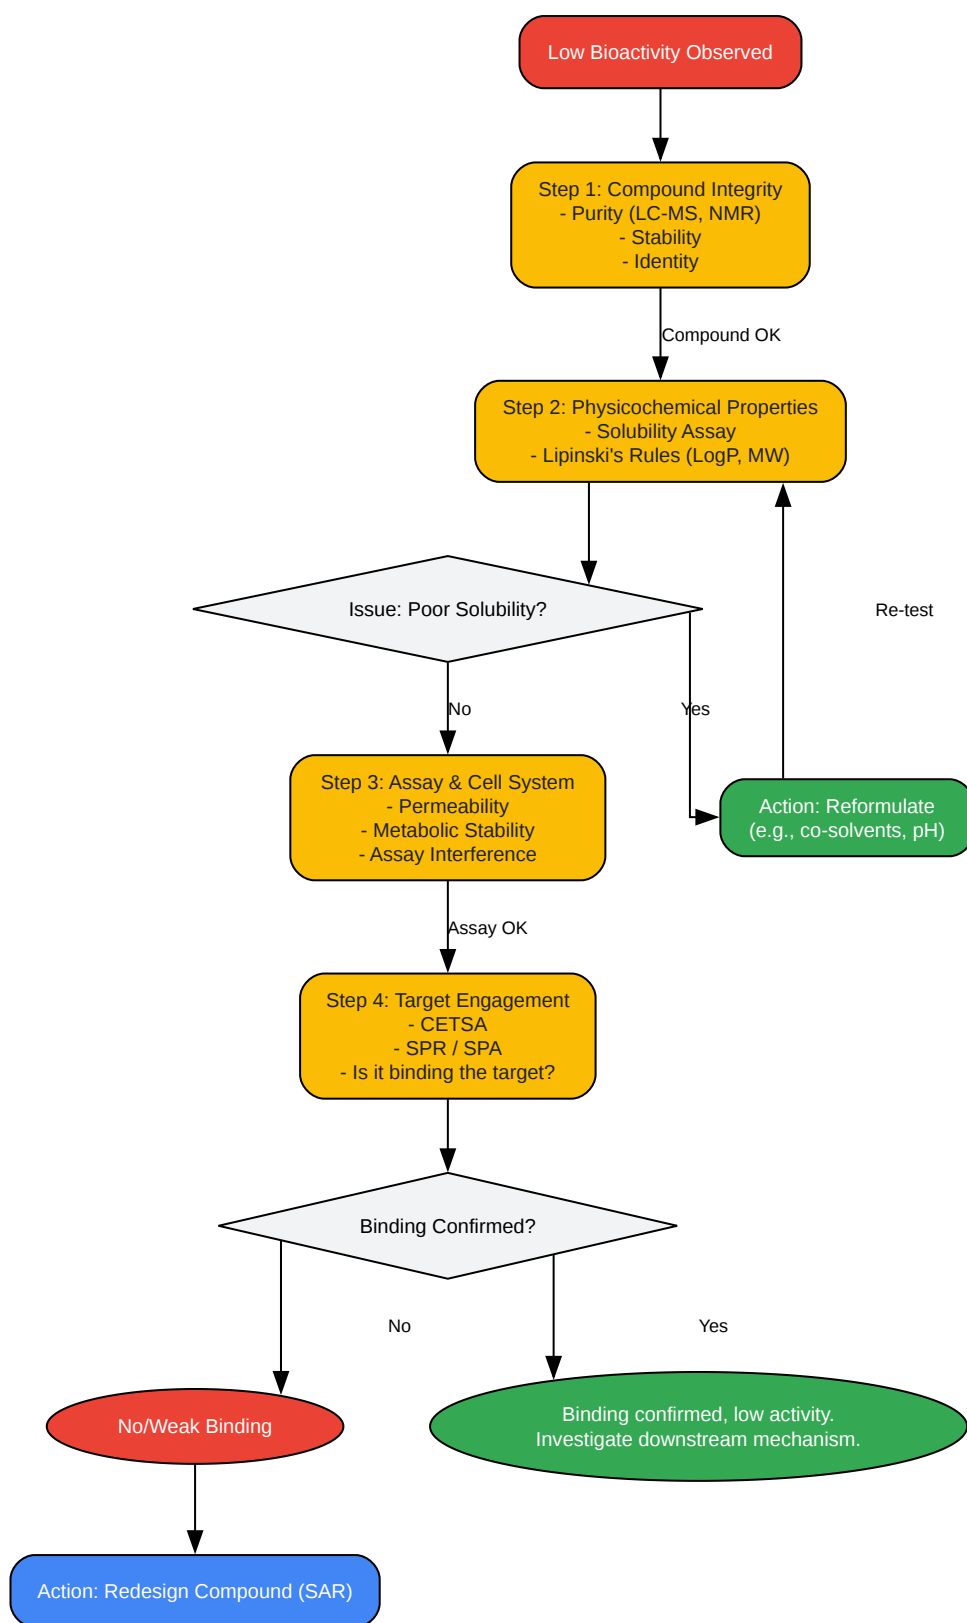 Low Bioactivity Observed
Step 1: Compound Integrity
- Purity (LC-MS, NMR)
- Stability
- Identity
Compound OK
Step 2: Physicochemical Properties
- Solubility Assay
- Lipinski's Rules (LogP, MW)
Issue: Poor Solubility?
Re-test
No
Yes
Step 3: Assay & Cell System
- Permeability
- Metabolic Stability
- Assay Interference
Action: Reformulate
(e.g., co-solvents, pH)
Assay OK
Step 4: Target Engagement
- CETSA
- SPR / SPA
- Is it binding the target?
Binding Confirmed?
No
Yes
No/Weak Binding
Binding confirmed, low activity.
Investigate downstream mechanism.
Action: Redesign Compound (SAR)